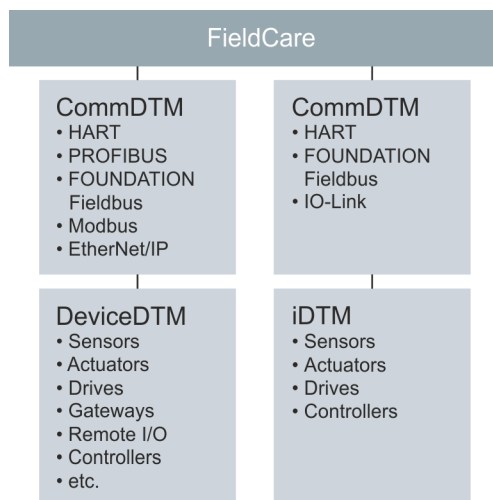 FieldCare
CommDTM
• HART
• PROFIBUS
• FOUNDATION
Fieldbus
• Modbus
• EtherNet/IP
CommDTM
• HART
• FOUNDATION
Fieldbus
• IO-Link
DeviceDTM
• Sensors
• Actuators
• Drives
• Gateways
• Remote I/O
• Controllers
• etc.
iDTM
• Sensors
• Actuators
• Drives
• Controllers